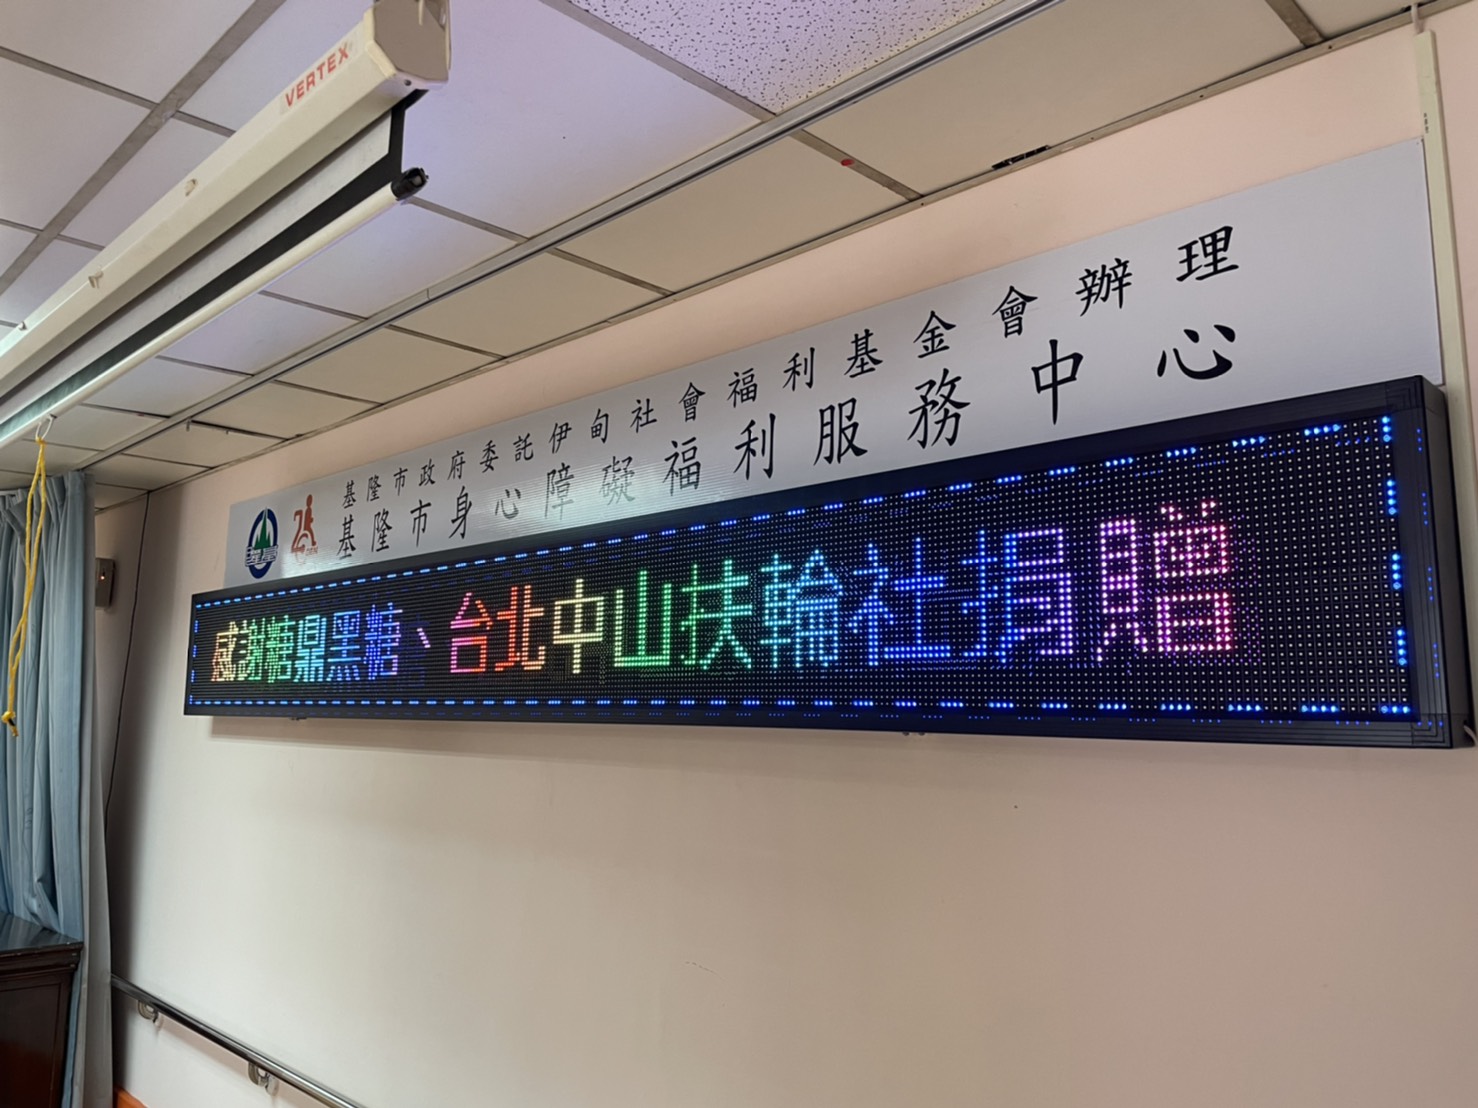 VERTEX
基隆市政府委託伊甸社會福利基金會辦理
基隆市身心障礙福利服務中心
感謝糖鼎黑糖、台北中山扶輪社捐贈